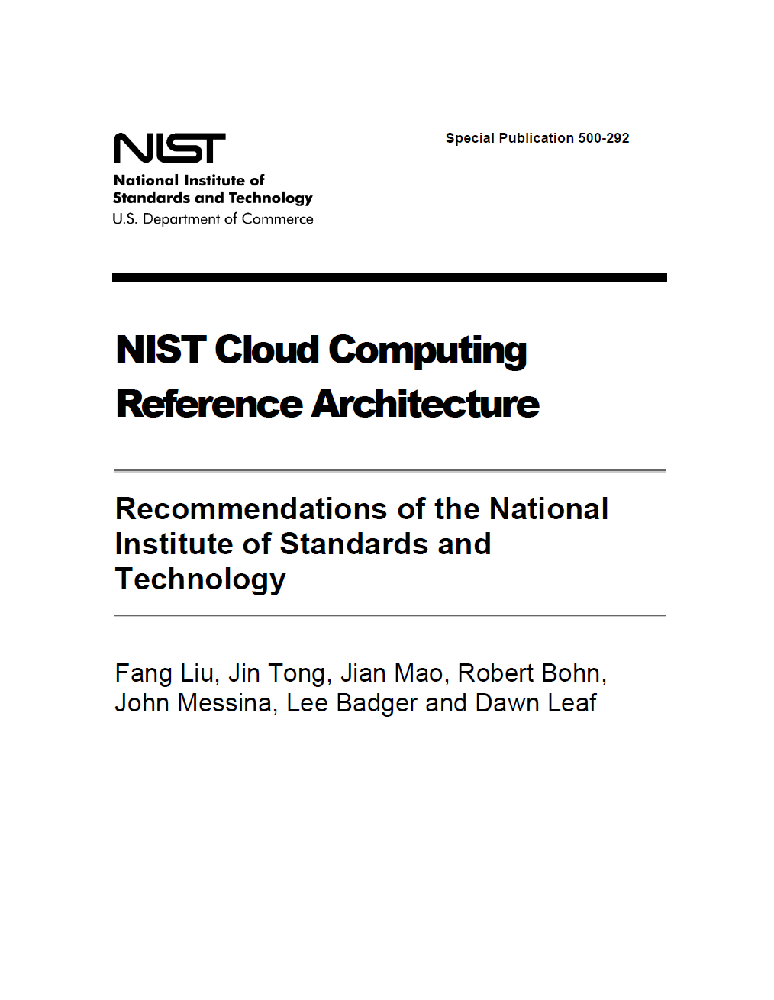 NIST
Special Publication 500-292
National Institute of
Standards and Technology
U.S. Department of Commerce
NIST Cloud Computing
Reference Architecture
Recommendations of the National
Institute of Standards and
Technology
Fang Liu, Jin Tong, Jian Mao, Robert Bohn,
John Messina, Lee Badger and Dawn Leaf